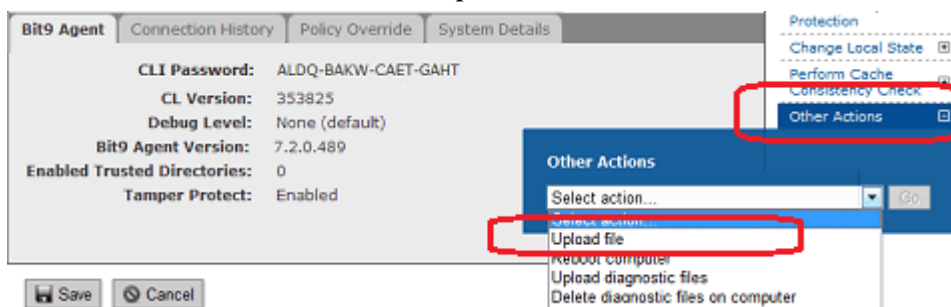 Bit9 Agent Connection History Policy Override System Details
CLI Password: ALDQ-BAKW-CAET-GAHT
CL Version: 353825
Debug Level: None (default)
Bit9 Agent Version: 7.2.0.489
Enabled Trusted Directories: 0
Tamper Protect: Enabled
Save Cancel
Protection
Change Local State
Perform Cache
Consistency Check
Other Actions
Other Actions
Select action... Go
Select action...
Upload file
Reboot computer
Upload diagnostic files
Delete diagnostic files on computer